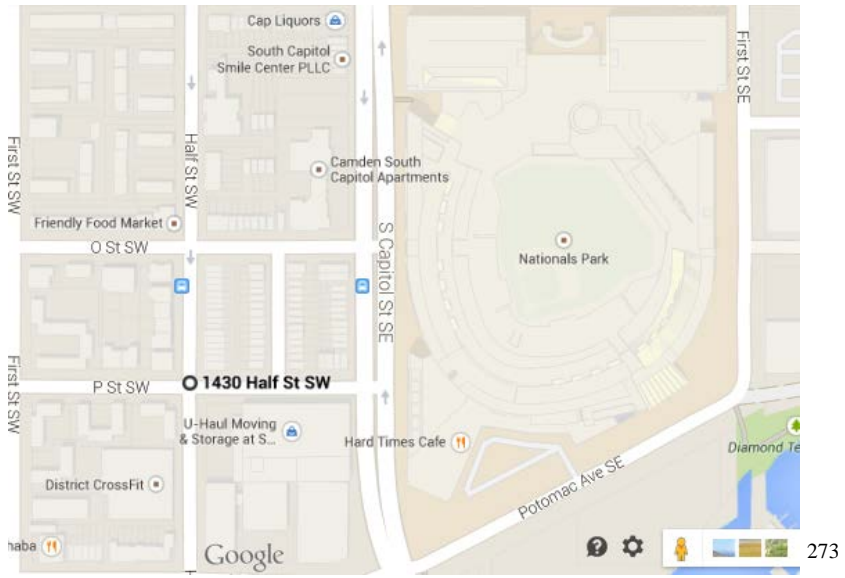 Cap Liquors
South Capitol
Smile Center PLLC
First St SE
First St SW
Half St SW
Camden South
Capitol Apartments
Friendly Food Market
O St SW
S Capitol St SE
Nationals Park
First St SW
P St SW
1430 Half St SW
U-Haul Moving
& Storage at S...
Hard Times Cafe
Diamond Te
District CrossFit
Potomac Ave SE
haba
Google
273